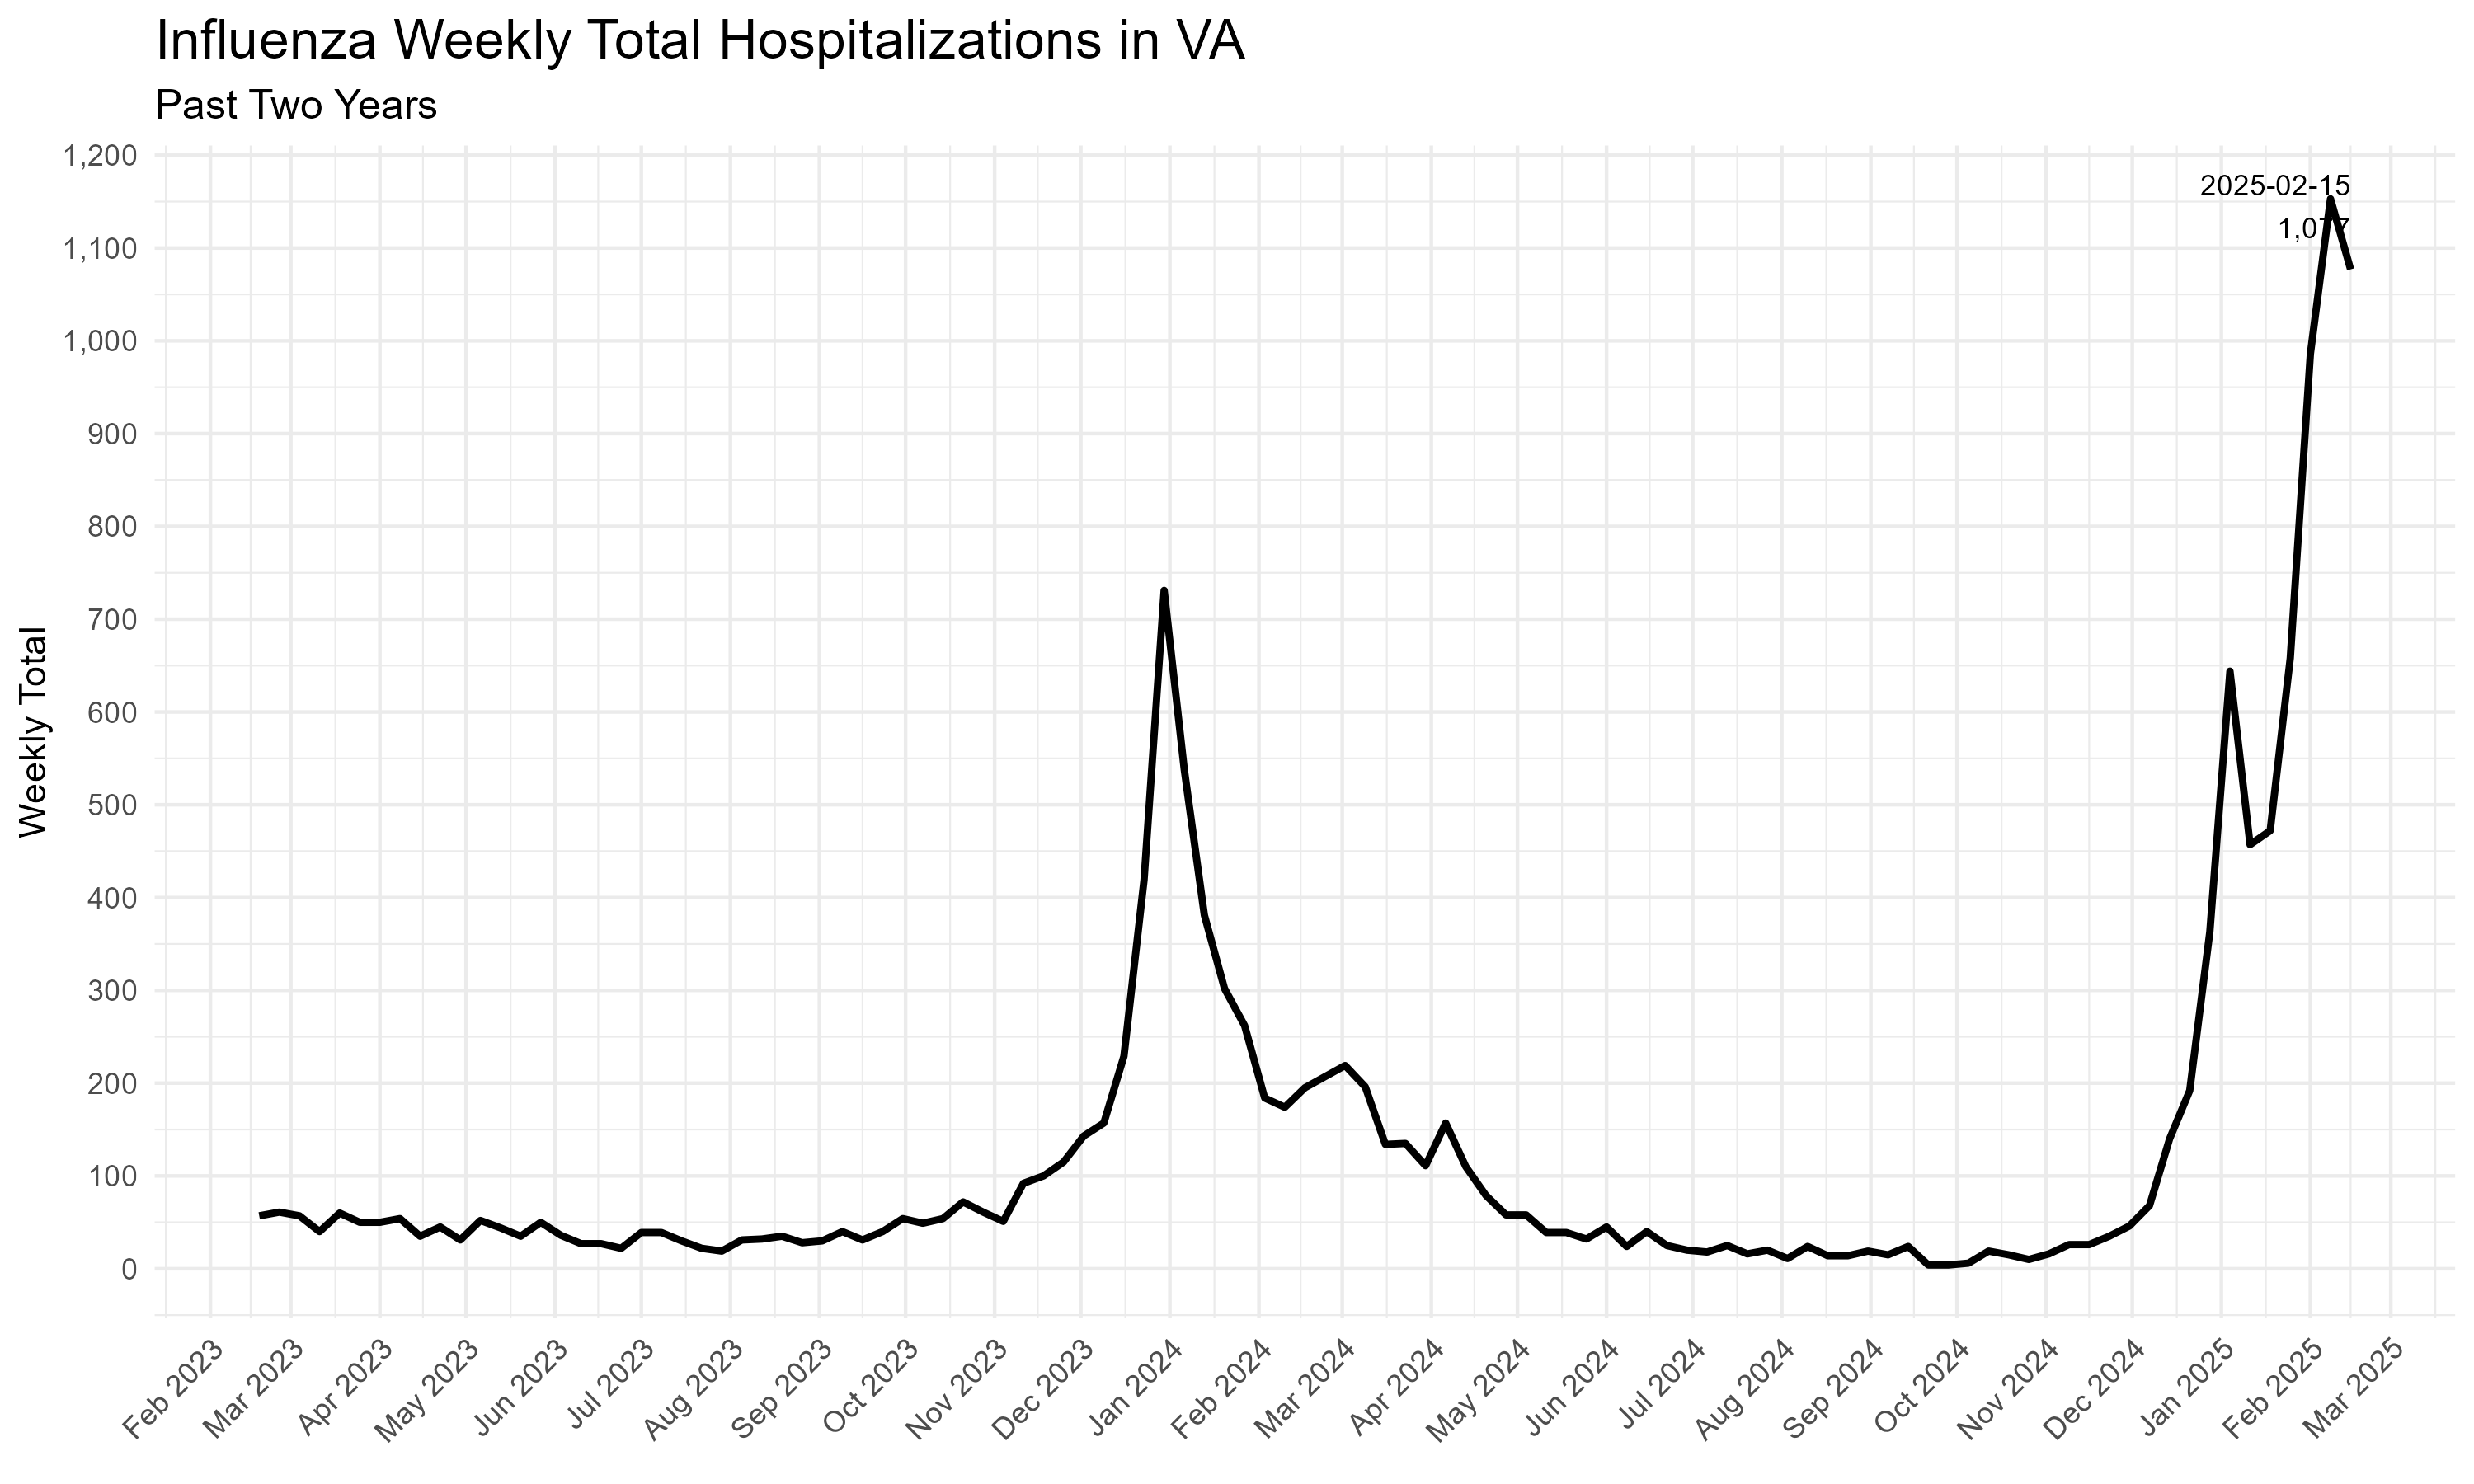 Influenza Weekly Total Hospitalizations in VA
Past Two Years
1,200
1,100
1,000
900
800
700
600
500
400
300
200
100
0
Weekly Total
2025-02-15
1,077
Feb 2023
Mar 2023
Apr 2023
May 2023
Jun 2023
Jul 2023
Aug 2023
Sep 2023
Oct 2023
Nov 2023
Dec 2023
Jan 2024
Feb 2024
Mar 2024
Apr 2024
May 2024
Jun 2024
Jul 2024
Aug 2024
Sep 2024
Oct 2024
Nov 2024
Dec 2024
Jan 2025
Feb 2025
Mar 2025